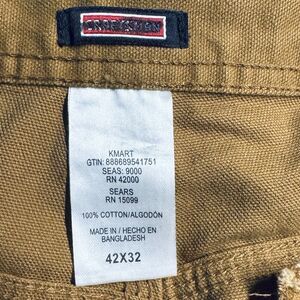 CRAFTSMAN
KMART
GTIN: 888689541751
SEAS: 9000
RN 42000
SEARS
RN 15099
100% COTTON/ALGODÓN
MADE IN / HECHO EN
BANGLADESH
42X32